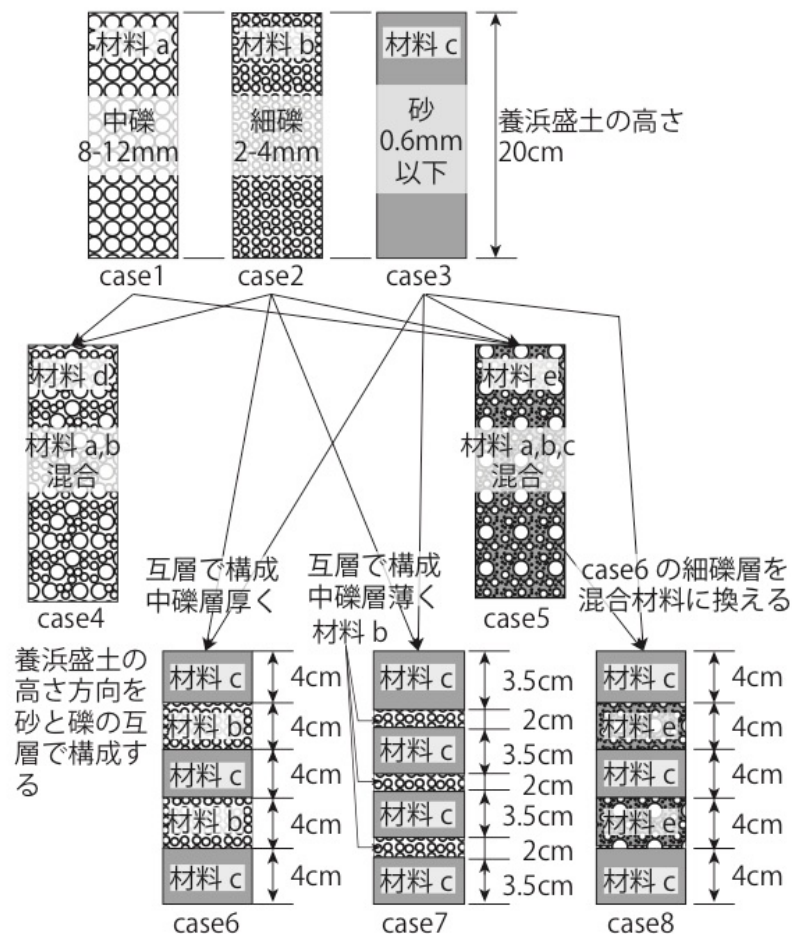 材料 a
中礫
8-12mm
case1
材料 b
細礫
2-4mm
case2
材料 c
砂
0.6mm
以下
case3
養浜盛土の高さ
20cm
材料 d
材料 a,b
混合
case4
材料 e
材料 a,b,c
混合
case5
互層で構成
中礫層厚く
互層で構成
中礫層薄く
材料 b
case6 の細礫層を
混合材料に換える
養浜盛土の
高さ方向を
砂と礫の互
層で構成す
る
材料 c
4cm
材料 b
4cm
材料 c
4cm
材料 b
4cm
材料 c
4cm
case6
材料 c
3.5cm
2cm
材料 c
3.5cm
2cm
材料 c
3.5cm
2cm
材料 c
3.5cm
case7
材料 c
4cm
材料 e
4cm
材料 c
4cm
材料 e
4cm
材料 c
4cm
case8